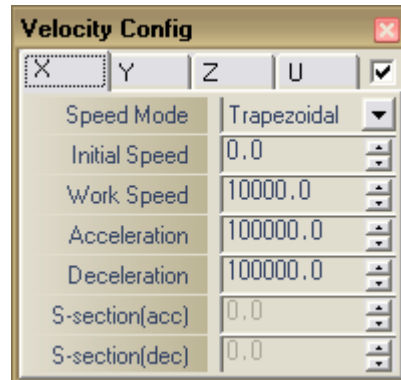 Velocity Config
X Y Z U
Speed Mode Trapezoidal
Initial Speed 0.0
Work Speed 10000.0
Acceleration 100000.0
Deceleration 100000.0
S-section(acc) 0.0
S-section(dec) 0.0